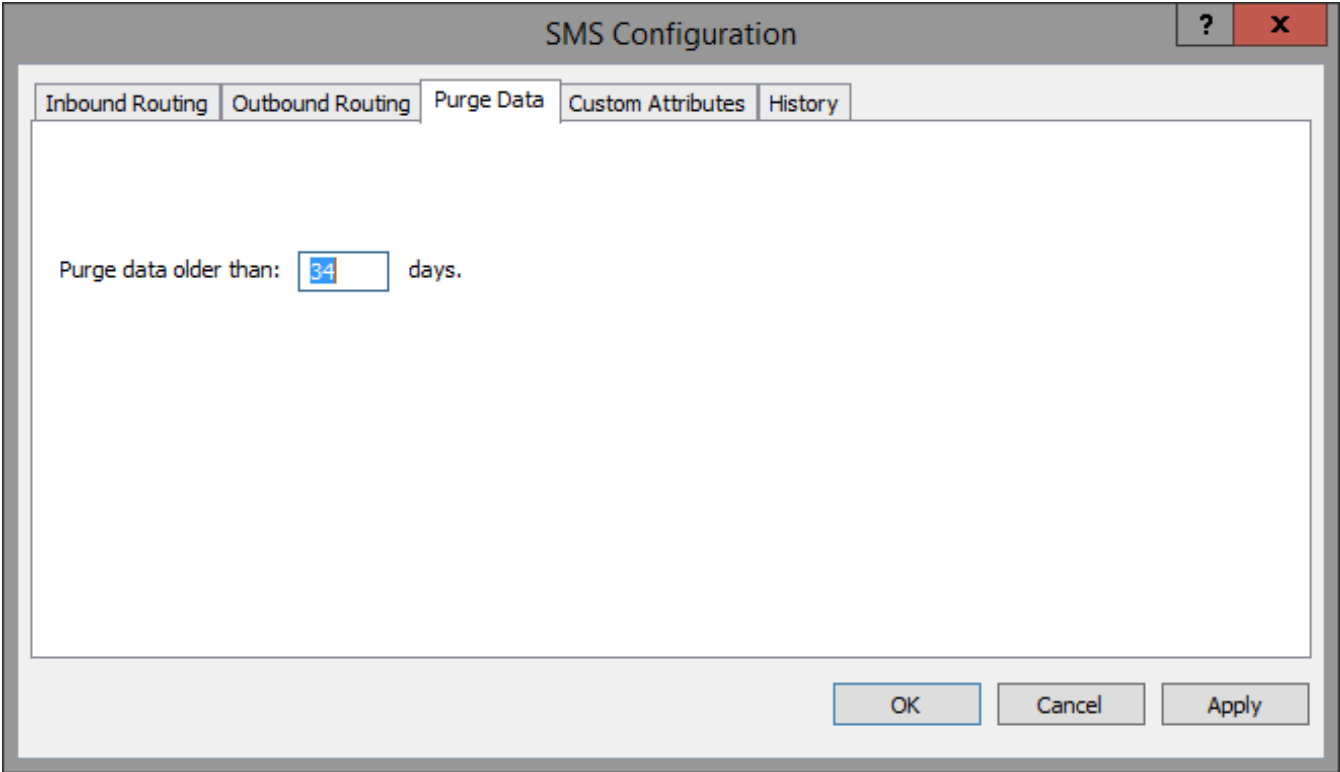 SMS Configuration
? x
Inbound Routing Outbound Routing Purge Data Custom Attributes History
Purge data older than: 34 days.
OK Cancel Apply